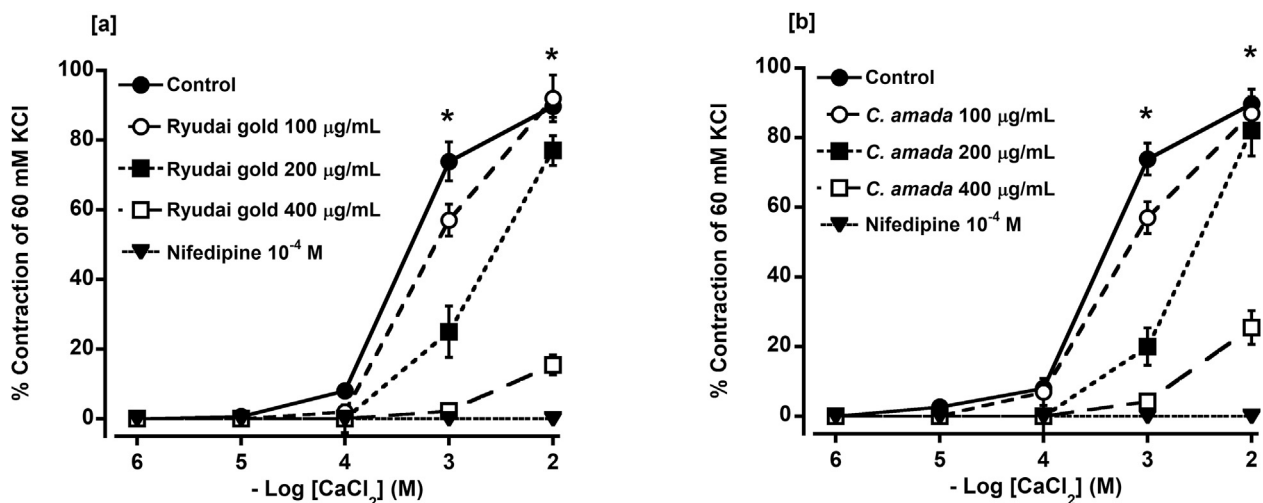 [a]
% Contraction of 60 mM KCl
100
80
60
40
20
0
Control
Ryudai gold 100 μg/mL
Ryudai gold 200 μg/mL
Ryudai gold 400 μg/mL
Nifedipine 10⁻⁴ M
*
*
6 5 4 3 2
- Log [CaCl₂] (M)
[b]
% Contraction of 60 mM KCl
100
80
60
40
20
0
Control
C. amada 100 μg/mL
C. amada 200 μg/mL
C. amada 400 μg/mL
Nifedipine 10⁻⁴ M
*
*
6 5 4 3 2
- Log [CaCl₂] (M)